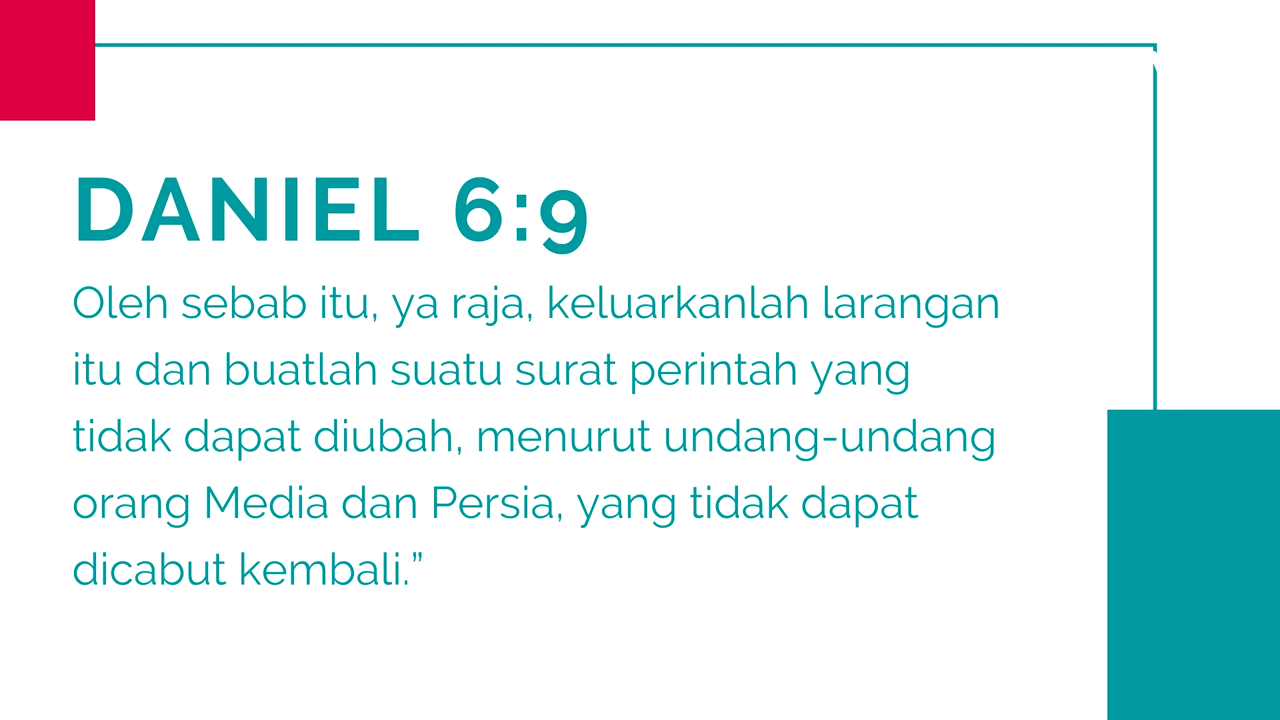 DANIEL 6:9
Oleh sebab itu, ya raja, keluarkanlah larangan
itu dan buatlah suatu surat perintah yang
tidak dapat diubah, menurut undang-undang
orang Media dan Persia, yang tidak dapat
dicabut kembali.”